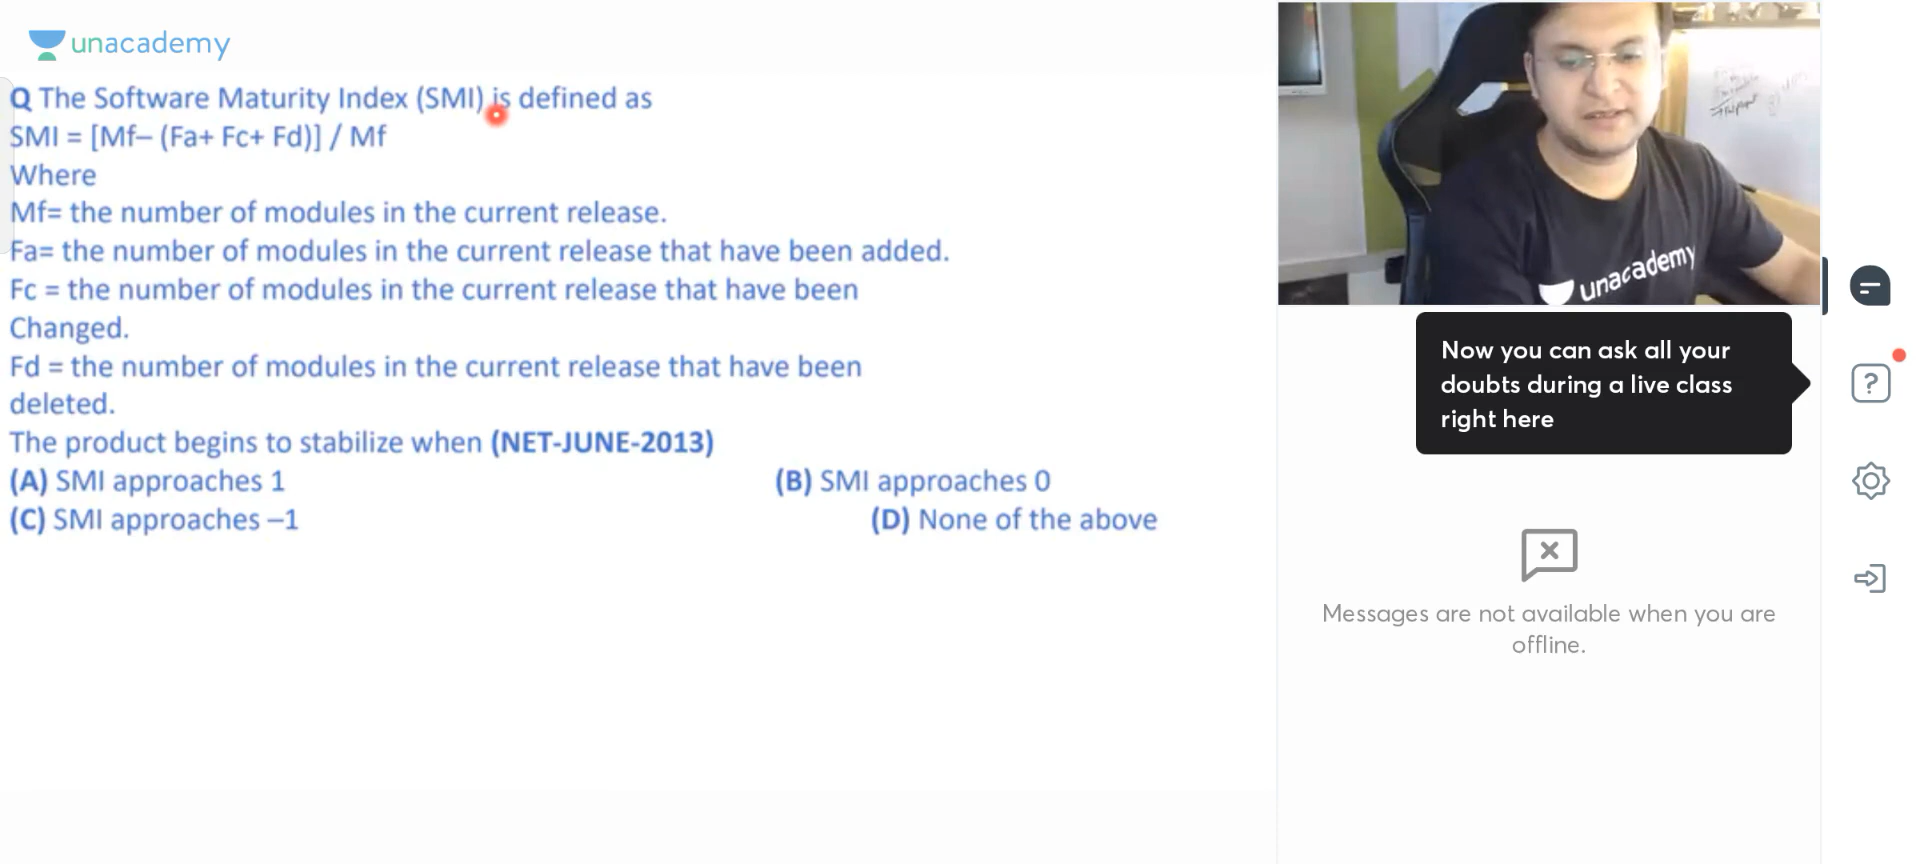 unacademy
Q The Software Maturity Index (SMI) is defined as
SMI = [Mf– (Fa+ Fc+ Fd)] / Mf
Where
Mf= the number of modules in the current release.
Fa= the number of modules in the current release that have been added.
Fc = the number of modules in the current release that have been
Changed.
Fd = the number of modules in the current release that have been
deleted.
The product begins to stabilize when (NET-JUNE-2013)
(A) SMI approaches 1 (B) SMI approaches 0
(C) SMI approaches –1 (D) None of the above
unacademy
Now you can ask all your
doubts during a live class
right here
?
Messages are not available when you are
offline.